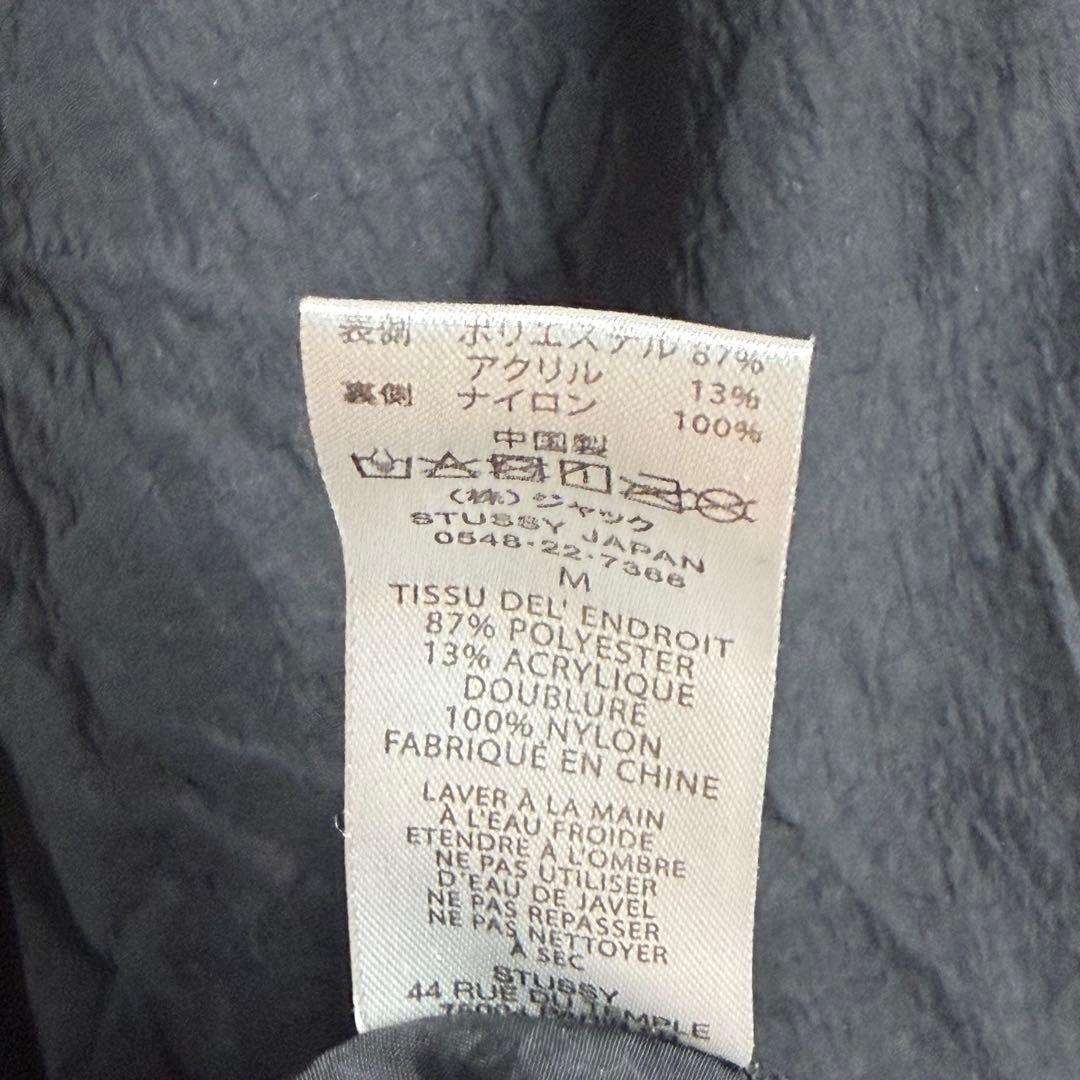 表側 ポリエステル 87%
アクリル 13%
裏側 ナイロン 100%
中国製
(株)ジャック
STUSSY JAPAN
0548-22-7366
M
TISSU DEL' ENDROIT
87% POLYESTER
13% ACRYLIQUE
DOUBLURE
100% NYLON
FABRIQUÉ EN CHINE
LAVER À LA MAIN
À L'EAU FROIDE
ETENDRE À L'OMBRE
NE PAS UTILISER
D'EAU DE JAVEL
NE PAS REPASSER
NE PAS NETTOYER
À SEC
STUSSY
44 RUE DU TEMPLE